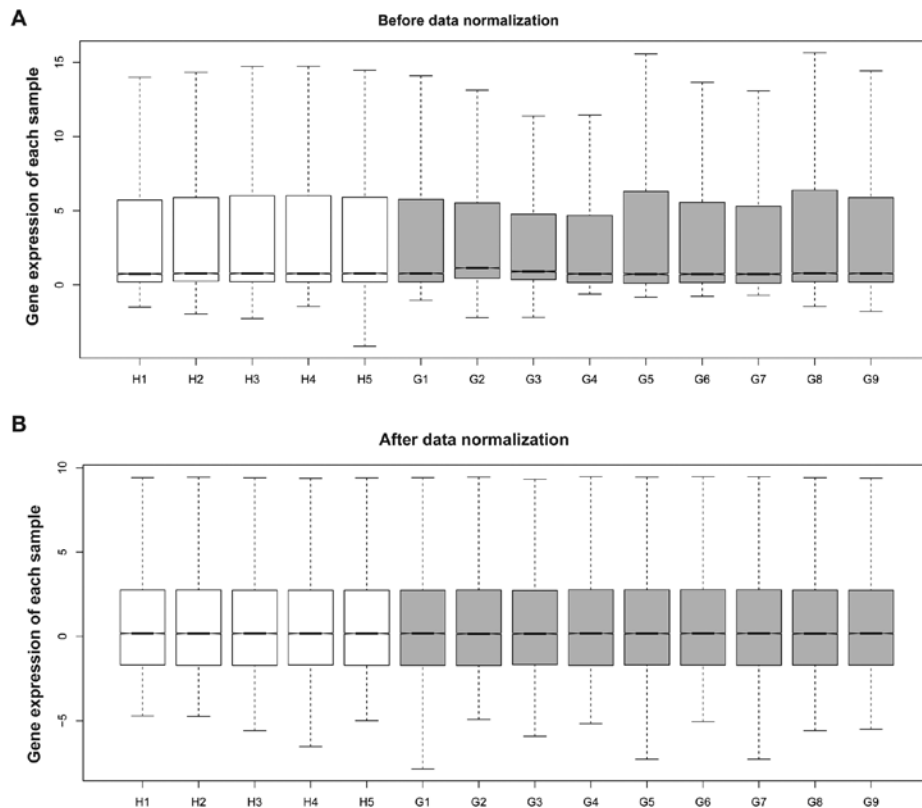 A
Before data normalization
Gene expression of each sample
15
10
5
0
H1 H2 H3 H4 H5 G1 G2 G3 G4 G5 G6 G7 G8 G9
B
After data normalization
Gene expression of each sample
10
5
0
−5
H1 H2 H3 H4 H5 G1 G2 G3 G4 G5 G6 G7 G8 G9